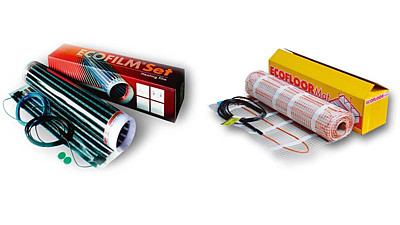 ECOFILM® Set
Heating film
ECOFLOOR
Mat
ECOFLOOR